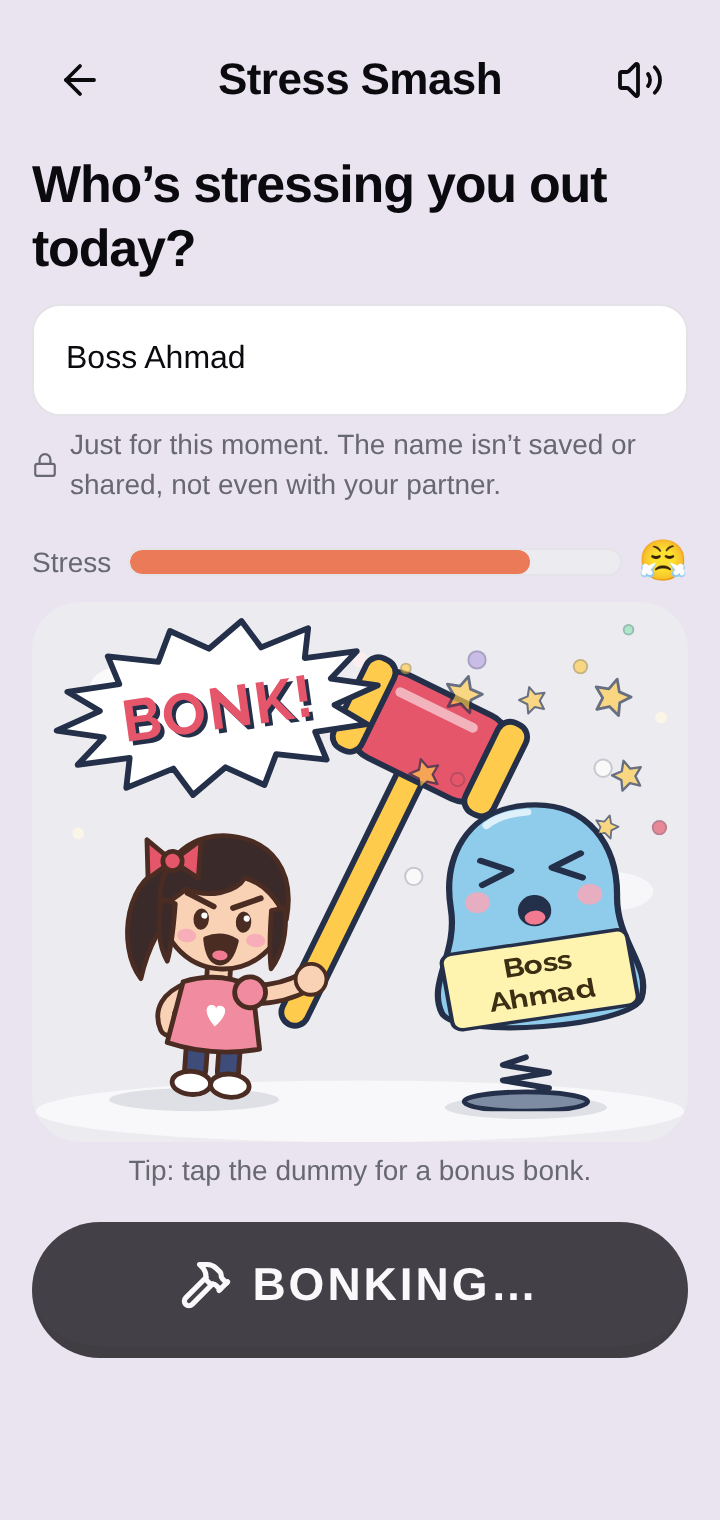 Stress Smash
Who’s stressing you out
today?
Boss Ahmad
Just for this moment. The name isn’t saved or
shared, not even with your partner.
Stress
BONK!
Boss
Ahmad
Tip: tap the dummy for a bonus bonk.
BONKING…